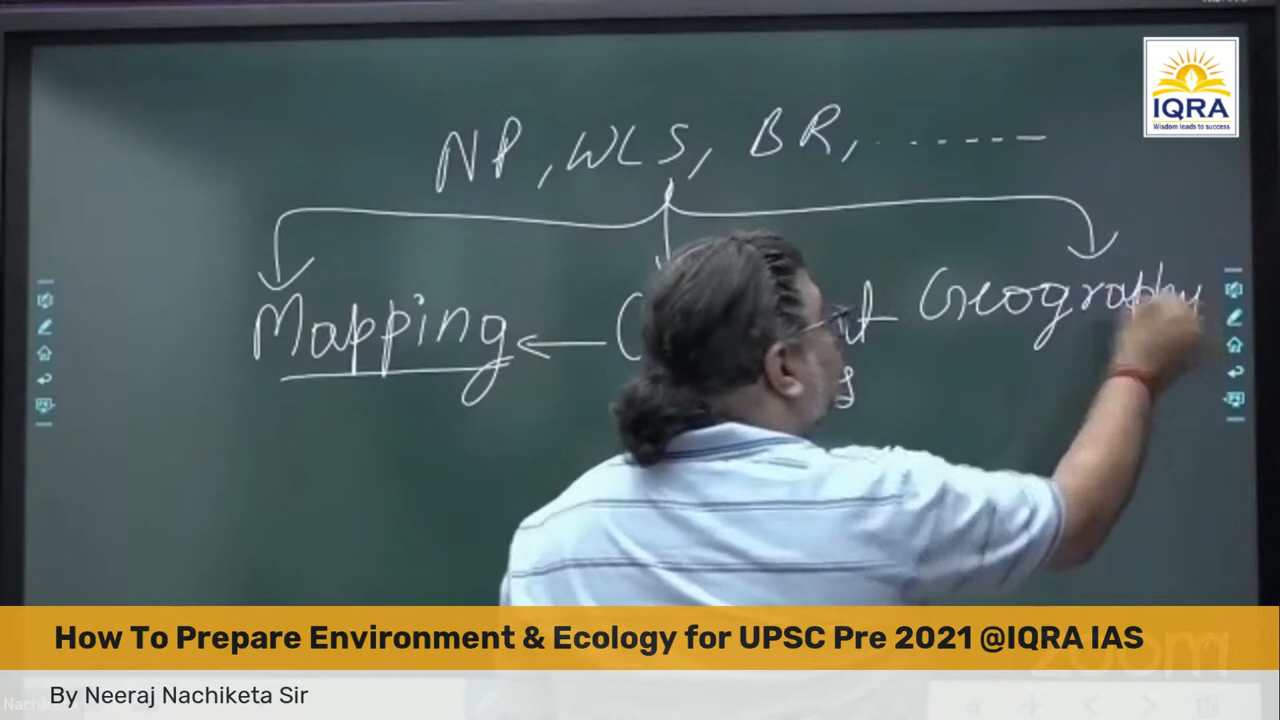 IQRA
Wisdom leads to success
NP, WLS, BR, ------
Mapping ← Geography
How To Prepare Environment & Ecology for UPSC Pre 2021 @IQRA IAS
zoom
By Neeraj Nachiketa Sir